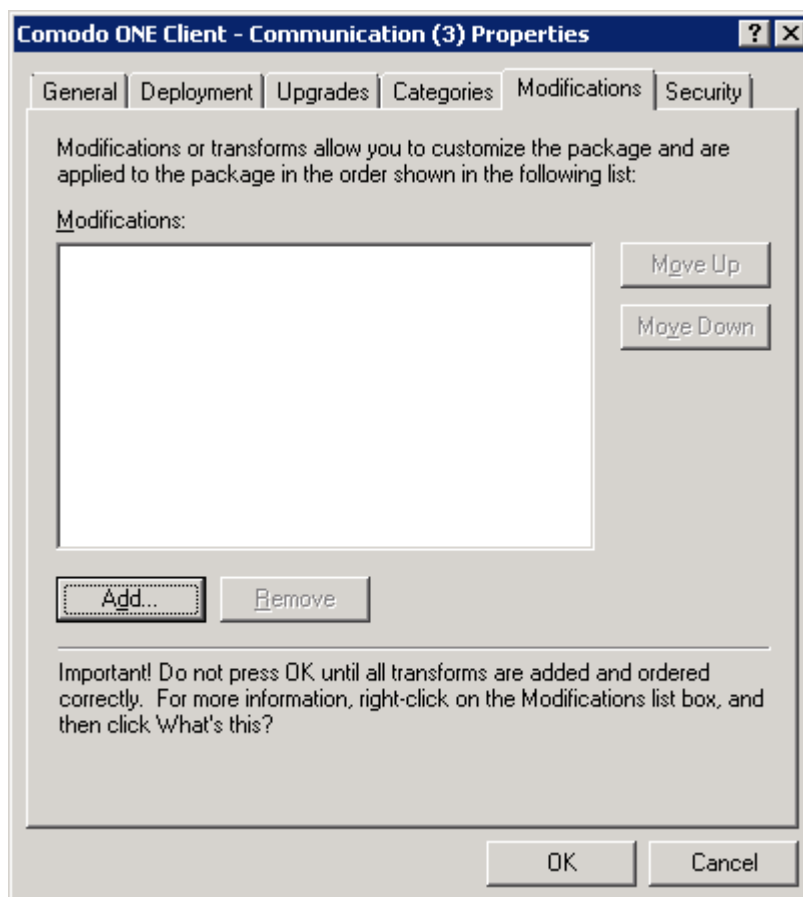 Comodo ONE Client - Communication (3) Properties
General Deployment Upgrades Categories Modifications Security
Modifications or transforms allow you to customize the package and are
applied to the package in the order shown in the following list:
Modifications:
Move Up
Move Down
Add... Remove
Important! Do not press OK until all transforms are added and ordered
correctly. For more information, right-click on the Modifications list box, and
then click What's this?
OK Cancel